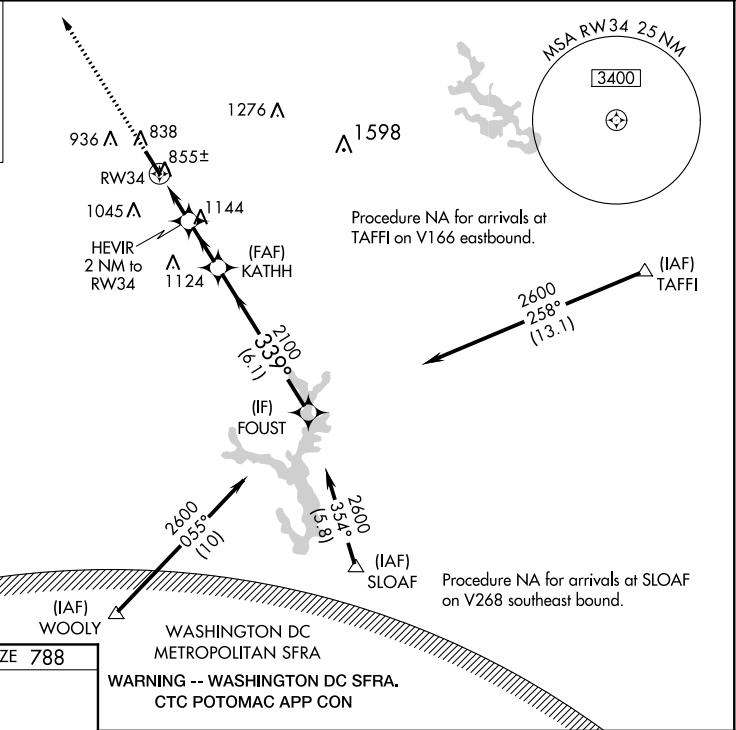 MSA RW34 25 NM
3400
1276
1598
936
838
855±
RW34
1045
1144
HEVIR
2 NM to
RW34
1124
(FAF)
KATHH
Procedure NA for arrivals at
TAFFI on V166 eastbound.
(IAF)
TAFFI
2600
258°
(13.1)
2100
339°
(6.1)
(IF)
FOUST
2600
055°
(10)
2600
354°
(5.8)
(IAF)
SLOAF
Procedure NA for arrivals at SLOAF
on V268 southeast bound.
(IAF)
WOOLY
WASHINGTON DC
METROPOLITAN SFRA
ZE 788
WARNING -- WASHINGTON DC SFRA.
CTC POTOMAC APP CON